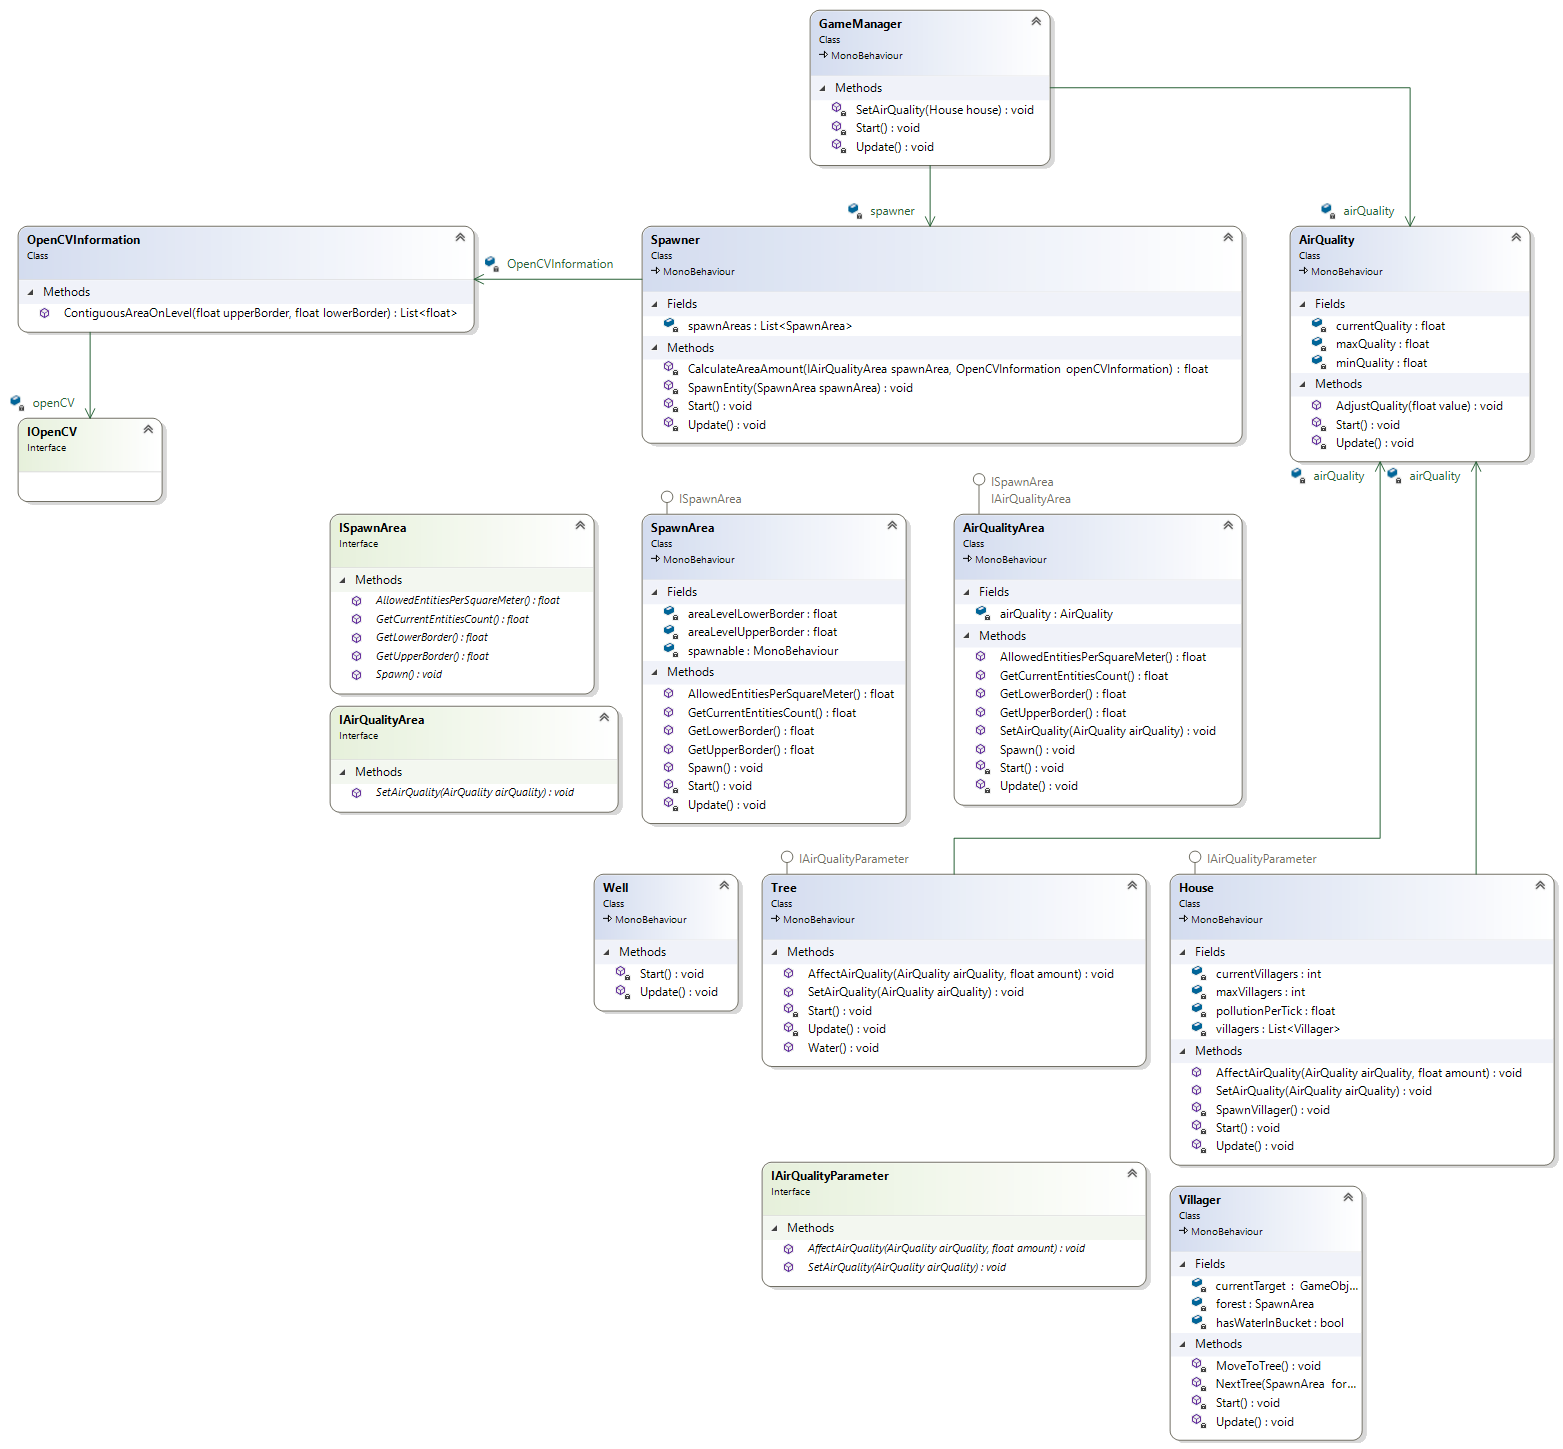 GameManager
Class
MonoBehaviour
Methods
SetAirQuality(House house) : void
Start() : void
Update() : void
spawner
airQuality
OpenCVInformation
Class
Methods
ContiguousAreaOnLevel(float upperBorder, float lowerBorder) : List<float>
OpenCVInformation
Spawner
Class
MonoBehaviour
Fields
spawnAreas : List<SpawnArea>
Methods
CalculateAreaAmount(IAirQualityArea spawnArea, OpenCVInformation openCVInformation) : float
SpawnEntity(SpawnArea spawnArea) : void
Start() : void
Update() : void
AirQuality
Class
MonoBehaviour
Fields
currentQuality : float
maxQuality : float
minQuality : float
Methods
AdjustQuality(float value) : void
Start() : void
Update() : void
openCV
IOpenCV
Interface
airQuality
airQuality
ISpawnArea
Interface
Methods
AllowedEntitiesPerSquareMeter() : float
GetCurrentEntitiesCount() : float
GetLowerBorder() : float
GetUpperBorder() : float
Spawn() : void
IAirQualityArea
Interface
Methods
SetAirQuality(AirQuality airQuality) : void
ISpawnArea
SpawnArea
Class
MonoBehaviour
Fields
areaLevelLowerBorder : float
areaLevelUpperBorder : float
spawnable : MonoBehaviour
Methods
AllowedEntitiesPerSquareMeter() : float
GetCurrentEntitiesCount() : float
GetLowerBorder() : float
GetUpperBorder() : float
Spawn() : void
Start() : void
Update() : void
ISpawnArea
IAirQualityArea
AirQualityArea
Class
MonoBehaviour
Fields
airQuality : AirQuality
Methods
AllowedEntitiesPerSquareMeter() : float
GetCurrentEntitiesCount() : float
GetLowerBorder() : float
GetUpperBorder() : float
SetAirQuality(AirQuality airQuality) : void
Spawn() : void
Start() : void
Update() : void
Well
Class
MonoBehaviour
Methods
Start() : void
Update() : void
IAirQualityParameter
Tree
Class
MonoBehaviour
Methods
AffectAirQuality(AirQuality airQuality, float amount) : void
SetAirQuality(AirQuality airQuality) : void
Start() : void
Update() : void
Water() : void
IAirQualityParameter
House
Class
MonoBehaviour
Fields
currentVillagers : int
maxVillagers : int
pollutionPerTick : float
villagers : List<Villager>
Methods
AffectAirQuality(AirQuality airQuality, float amount) : void
SetAirQuality(AirQuality airQuality) : void
SpawnVillager() : void
Start() : void
Update() : void
IAirQualityParameter
Interface
Methods
AffectAirQuality(AirQuality airQuality, float amount) : void
SetAirQuality(AirQuality airQuality) : void
Villager
Class
MonoBehaviour
Fields
currentTarget : GameObj...
forest : SpawnArea
hasWaterInBucket : bool
Methods
MoveToTree() : void
NextTree(SpawnArea for...
Start() : void
Update() : void